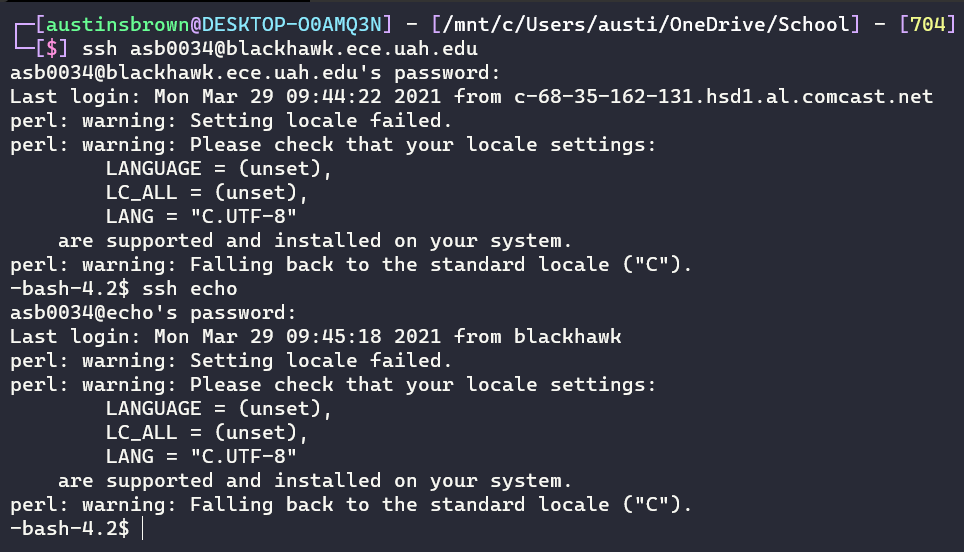 ┌─[austinsbrown@DESKTOP-O0AMQ3N] - [/mnt/c/Users/austi/OneDrive/School] - [704]
└─[$] ssh asb0034@blackhawk.ece.uah.edu
asb0034@blackhawk.ece.uah.edu's password:
Last login: Mon Mar 29 09:44:22 2021 from c-68-35-162-131.hsd1.al.comcast.net
perl: warning: Setting locale failed.
perl: warning: Please check that your locale settings:
        LANGUAGE = (unset),
        LC_ALL = (unset),
        LANG = "C.UTF-8"
    are supported and installed on your system.
perl: warning: Falling back to the standard locale ("C").
-bash-4.2$ ssh echo
asb0034@echo's password:
Last login: Mon Mar 29 09:45:18 2021 from blackhawk
perl: warning: Setting locale failed.
perl: warning: Please check that your locale settings:
        LANGUAGE = (unset),
        LC_ALL = (unset),
        LANG = "C.UTF-8"
    are supported and installed on your system.
perl: warning: Falling back to the standard locale ("C").
-bash-4.2$